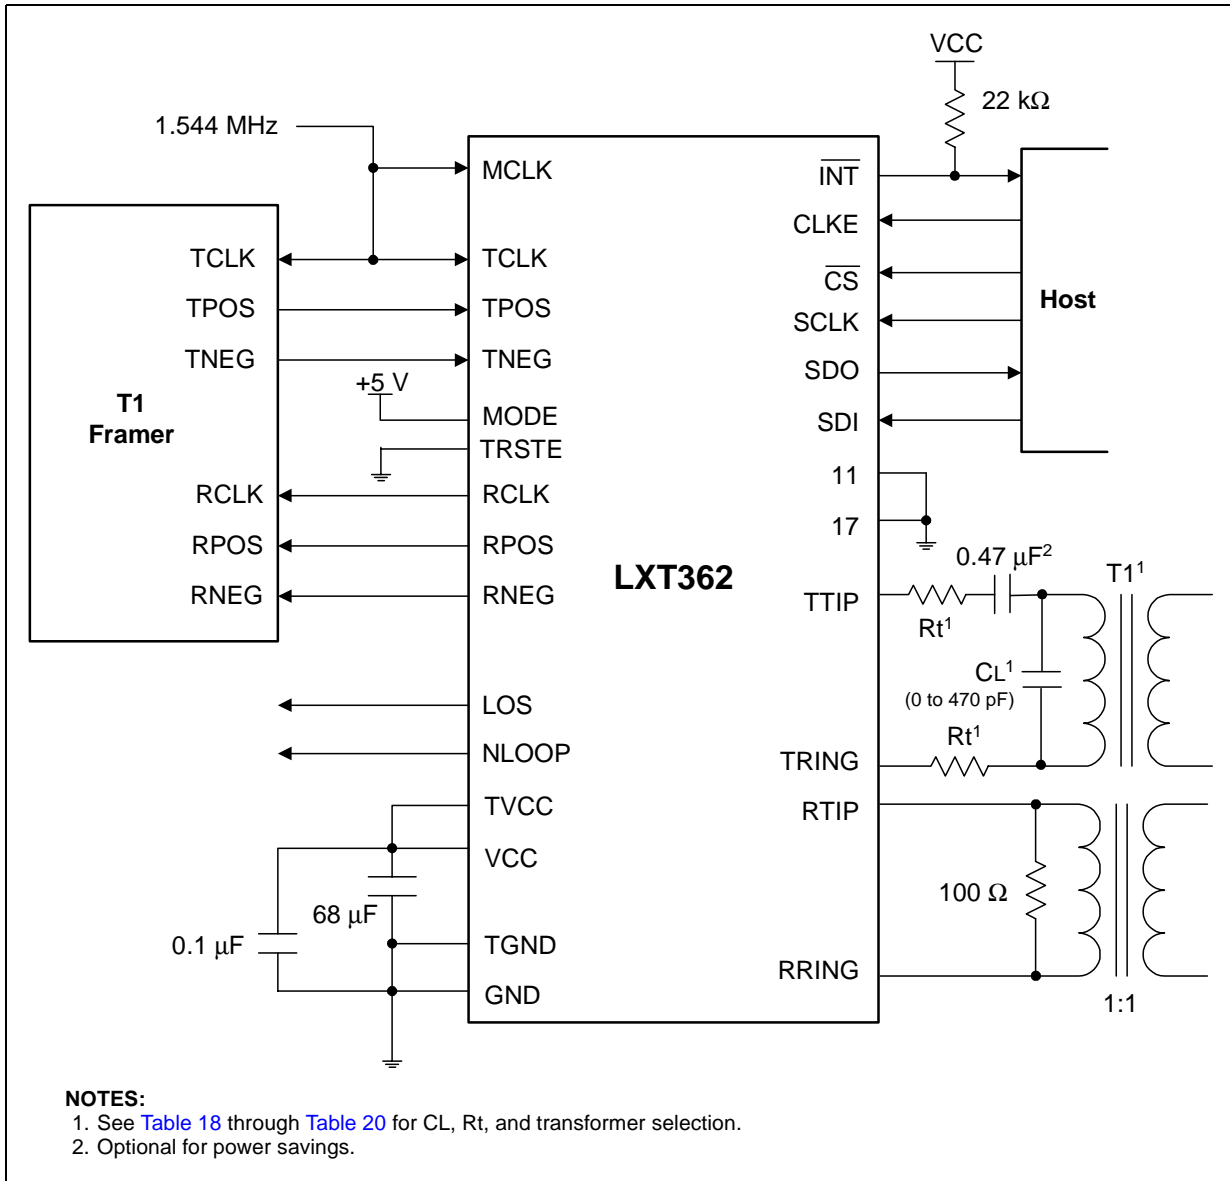 VCC
22 kΩ
1.544 MHz
MCLK
INT
TCLK
TCLK
CLKE
TPOS
TPOS
CS
TNEG
TNEG
SCLK
Host
+5 V
SDO
T1
Framer
MODE
SDI
TRSTE
11
RCLK
RCLK
17
RPOS
RPOS
0.47 μF²
RNEG
RNEG
LXT362
TTIP
T1¹
Rt¹
CL¹
(0 to 470 pF)
LOS
Rt¹
NLOOP
TRING
TVCC
RTIP
VCC
68 μF
100 Ω
0.1 μF
TGND
RRING
GND
1:1
NOTES:
1. See Table 18 through Table 20 for CL, Rt, and transformer selection.
2. Optional for power savings.